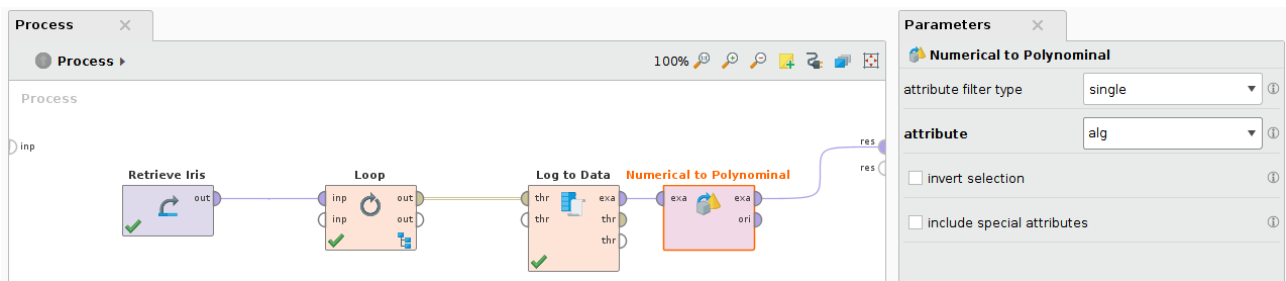 Process
Process
100%
Process
inp
res
res
Retrieve Iris
out
Loop
inp
out
inp
out
Log to Data
thr
exa
thr
thr
thr
Numerical to Polynominal
exa
exa
ori
Parameters
Numerical to Polynominal
attribute filter type
single
attribute
alg
invert selection
include special attributes